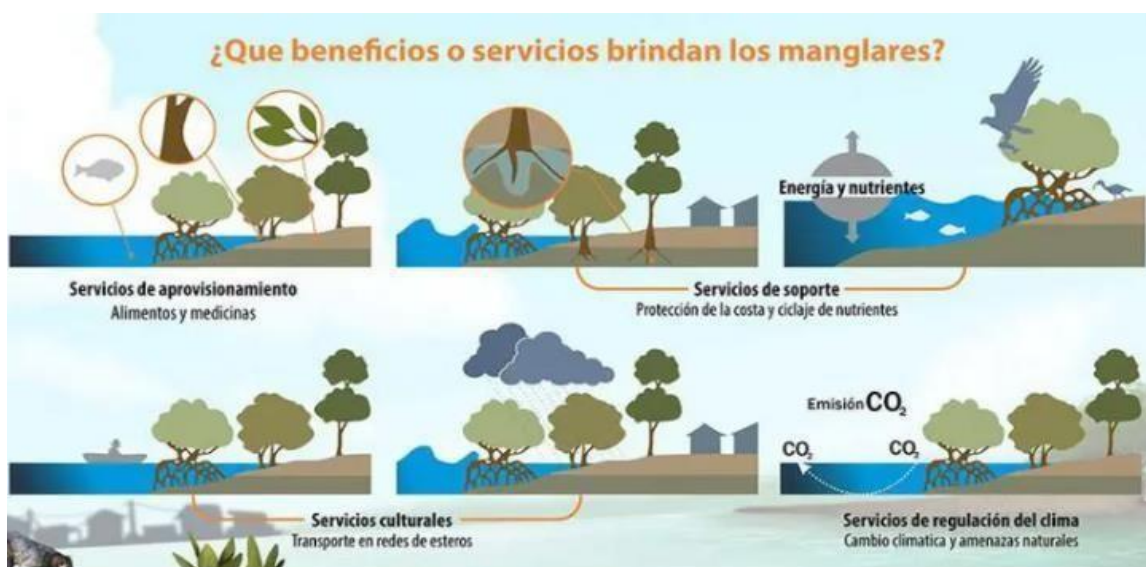 ¿Que beneficios o servicios brindan los manglares?
Energía y nutrientes
Servicios de aprovisionamiento
Alimentos y medicinas
Servicios de soporte
Protección de la costa y ciclaje de nutrientes
Emisión CO₂
CO₂
CO₂
Servicios culturales
Transporte en redes de esteros
Servicios de regulación del clima
Cambio climatica y amenazas naturales